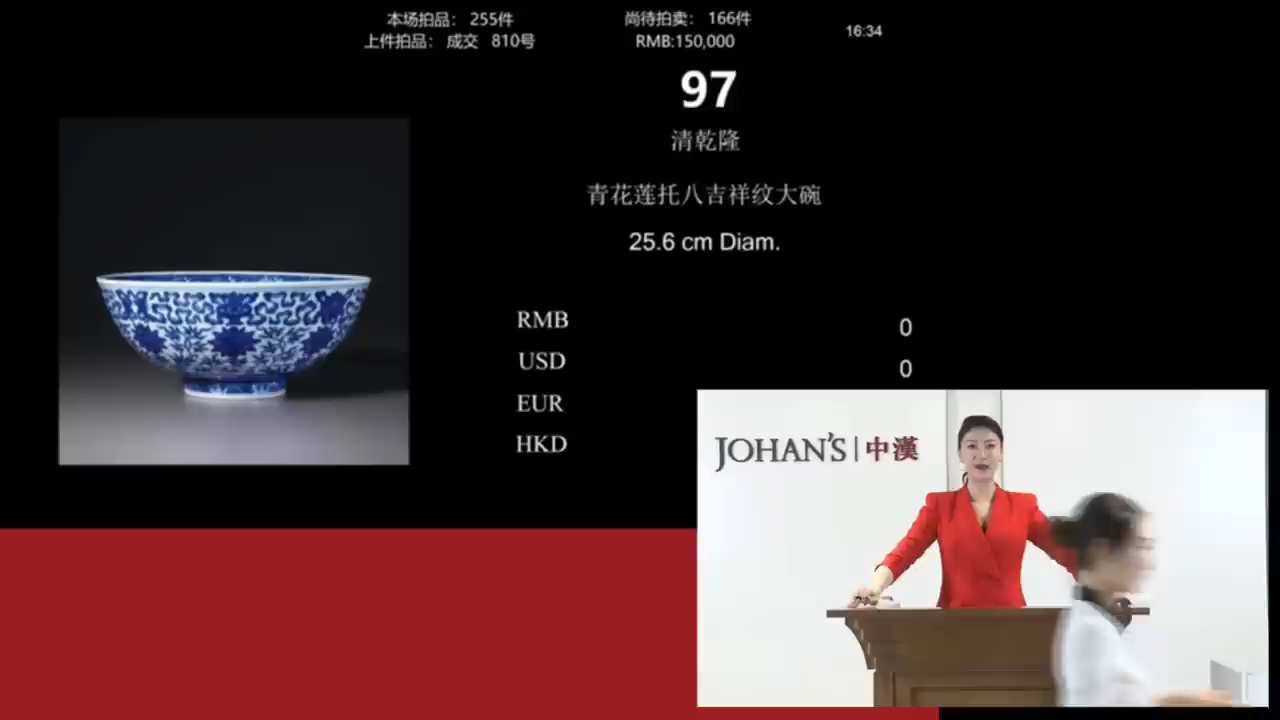 本场拍品： 255件
尚待拍卖： 166件
上件拍品： 成交 810号
RMB:150,000
16:34
97
清乾隆
青花莲托八吉祥纹大碗
25.6 cm Diam.
RMB 0
USD 0
EUR
HKD
JOHAN'S|中漢